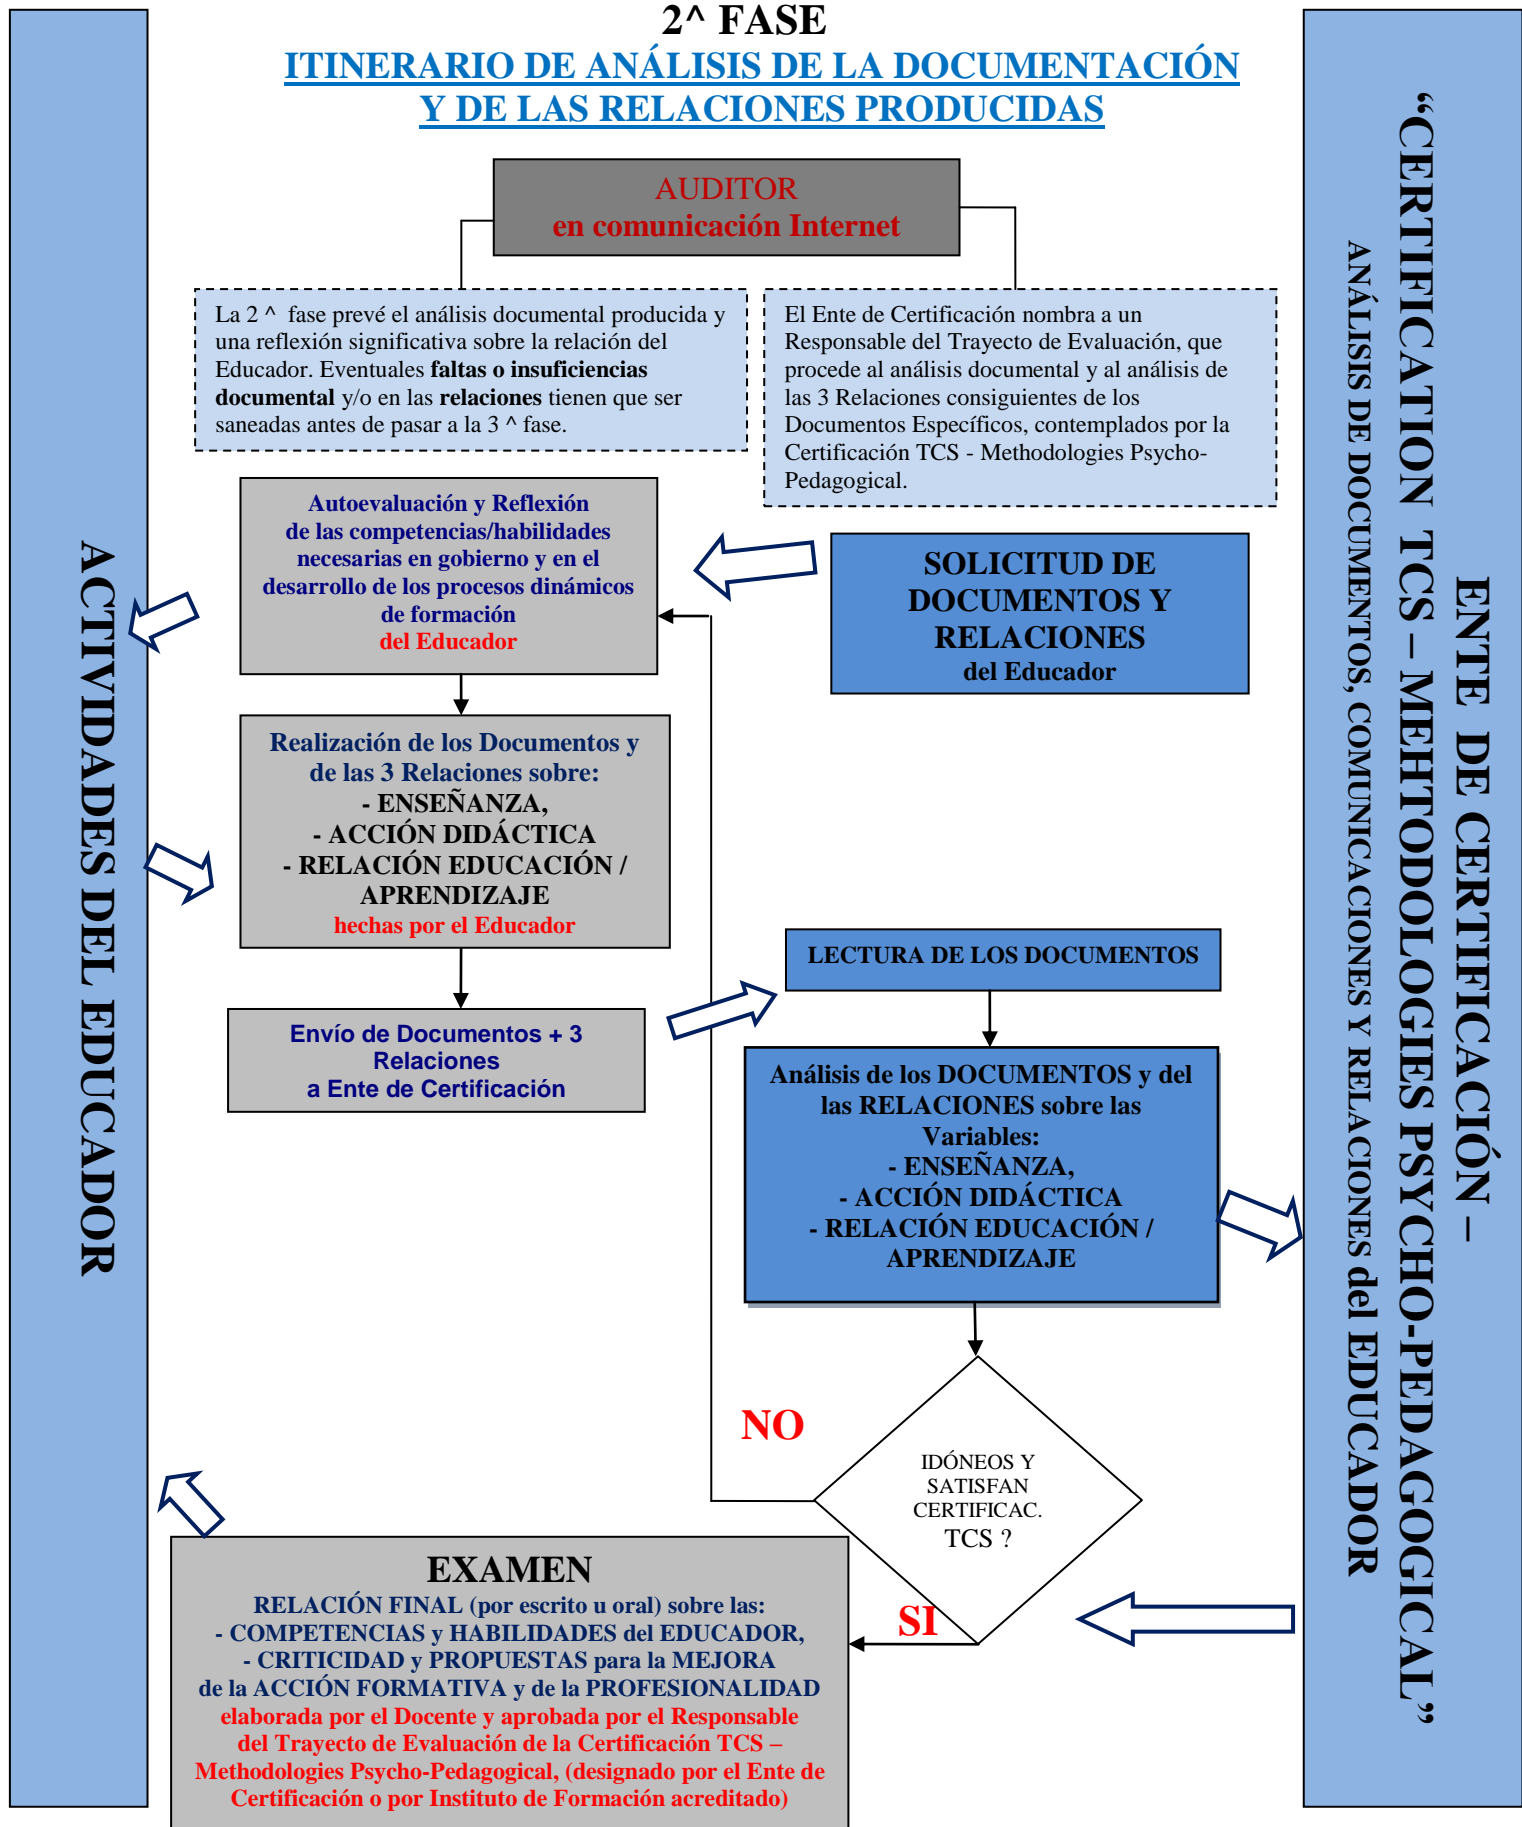 2^ FASE
ITINERARIO DE ANÁLISIS DE LA DOCUMENTACIÓN
Y DE LAS RELACIONES PRODUCIDAS
AUDITOR
en comunicación Internet
La 2 ^ fase prevé el análisis documental producida y
una reflexión significativa sobre la relación del
Educador. Eventuales faltas o insuficiencias
documental y/o en las relaciones tienen que ser
saneadas antes de pasar a la 3 ^ fase.
El Ente de Certificación nombra a un
Responsable del Trayecto de Evaluación, que
procede al análisis documental y al análisis de
las 3 Relaciones consiguientes de los
Documentos Específicos, contemplados por la
Certificación TCS - Methodologies Psycho-
Pedagogical.
Autoevaluación y Reflexión
de las competencias/habilidades
necesarias en gobierno y en el
desarrollo de los procesos dinámicos
de formación
del Educador
SOLICITUD DE
DOCUMENTOS Y
RELACIONES
del Educador
Realización de los Documentos y
de las 3 Relaciones sobre:
- ENSEÑANZA,
- ACCIÓN DIDÁCTICA
- RELACIÓN EDUCACIÓN /
APRENDIZAJE
hechas por el Educador
Envío de Documentos + 3
Relaciones
a Ente de Certificación
LECTURA DE LOS DOCUMENTOS
Análisis de los DOCUMENTOS y del
las RELACIONES sobre las
Variables:
- ENSEÑANZA,
- ACCIÓN DIDÁCTICA
- RELACIÓN EDUCACIÓN /
APRENDIZAJE
NO
IDÓNEOS Y
SATISFAN
CERTIFICAC.
TCS ?
SI
EXAMEN
RELACIÓN FINAL (por escrito u oral) sobre las:
- COMPETENCIAS y HABILIDADES del EDUCADOR,
- CRITICIDAD y PROPUESTAS para la MEJORA
de la ACCIÓN FORMATIVA y de la PROFESIONALIDAD
elaborada por el Docente y aprobada por el Responsable
del Trayecto de Evaluación de la Certificación TCS –
Methodologies Psycho-Pedagogical, (designado por el Ente de
Certificación o por Instituto de Formación acreditado)
ACTIVIDADES DEL EDUCADOR
ENTE DE CERTIFICACIÓN –
“CERTIFICATION TCS – MEHTODOLOGIES PSYCHO-PEDAGOGICAL”
ANÁLISIS DE DOCUMENTOS, COMUNICACIONES Y RELACIONES del EDUCADOR